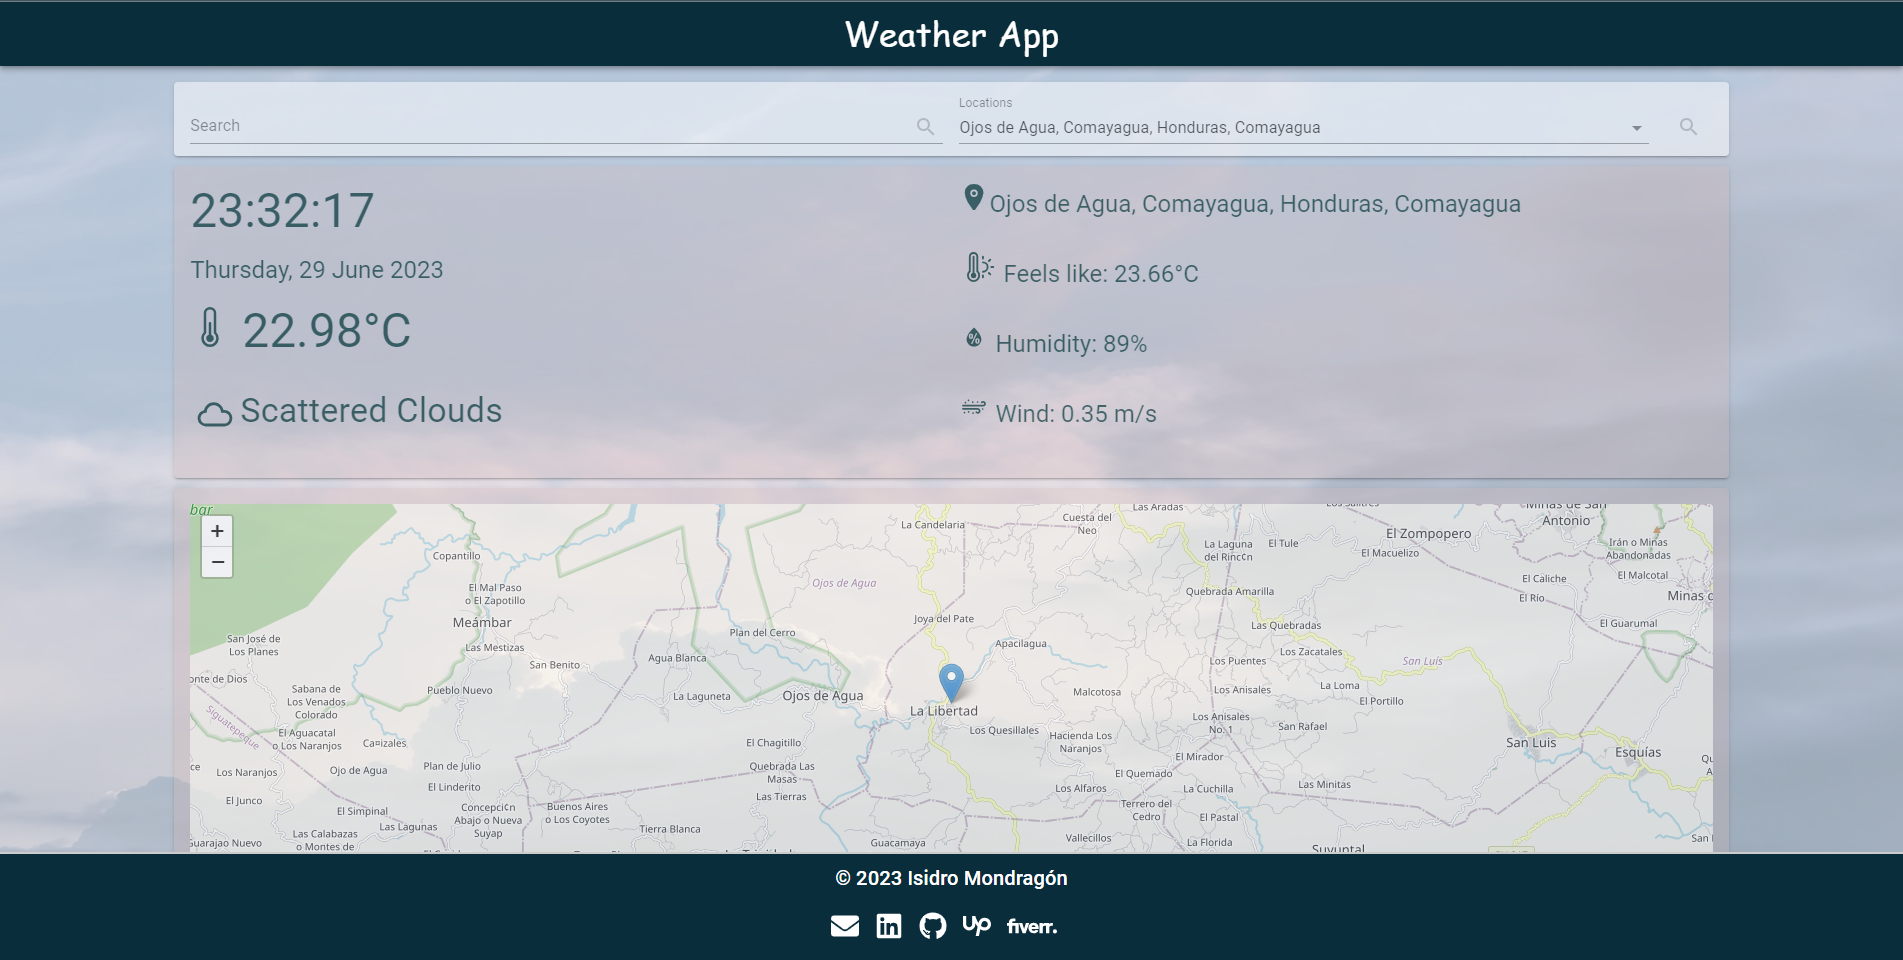 Weather App
Search
Locations
Ojos de Agua, Comayagua, Honduras, Comayagua
23:32:17
Thursday, 29 June 2023
22.98°C
Scattered Clouds
Ojos de Agua, Comayagua, Honduras, Comayagua
Feels like: 23.66°C
%
Humidity: 89%
Wind: 0.35 m/s
bar
+
−
La Candelaria
Cuesta del
Neo
Las Aradas
Minas de San
Antonio
El Zompopero
El Macuelizo
Irán o Minas
Abandonadas
La Laguna
del Rincón
El Tule
Copantillo
El Mal Paso
o El Zapotillo
Ojos de Agua
Quebrada Amarilla
El Caliche
El Río
El Malcotal
Minas
Meámbar
Las Mestizas
Joya del Pate
Las Quebradas
El Guarumal
San José de
Los Planes
Plan del Cerro
Apacilagua
Agua Blanca
San Benito
Los Puentes
Las Zacatales
San Luis
onte de Dios
Sabana de
Los Venados
Colorado
Pueblo Nuevo
La Laguneta
Ojos de Agua
Malcotosa
Los Anisales
La Loma
El Portillo
La Libertad
Siguatepeque
El Aguacatal
o Los Naranjos
Ca¤izales
Los Quesillales
Hacienda Los
Naranjos
Los Anisales
No. 1
San Rafael
San Luis
Esquías
El Chagitillo
El Mirador
ce
Los Naranjos
Ojo de Agua
Plan de Julio
El Linderito
Quebrada Las
Masas
Las Tierras
El Quemado
Los Alfaros
La Cuchilla
Las Minitas
El Junco
El Simpinal
Concepci¢n
Abajo o Nueva
Suyap
Buenos Aires
o Los Coyotes
Terrero del
Cedro
El Pastal
Las Lagunas
Tierra Blanca
Guarajao Nuevo
Las Calabazas
o Montes de
Guacamaya
Vallecillos
La Florida
Suyuntal
San
© 2023 Isidro Mondragón
in
Up
fiverr.